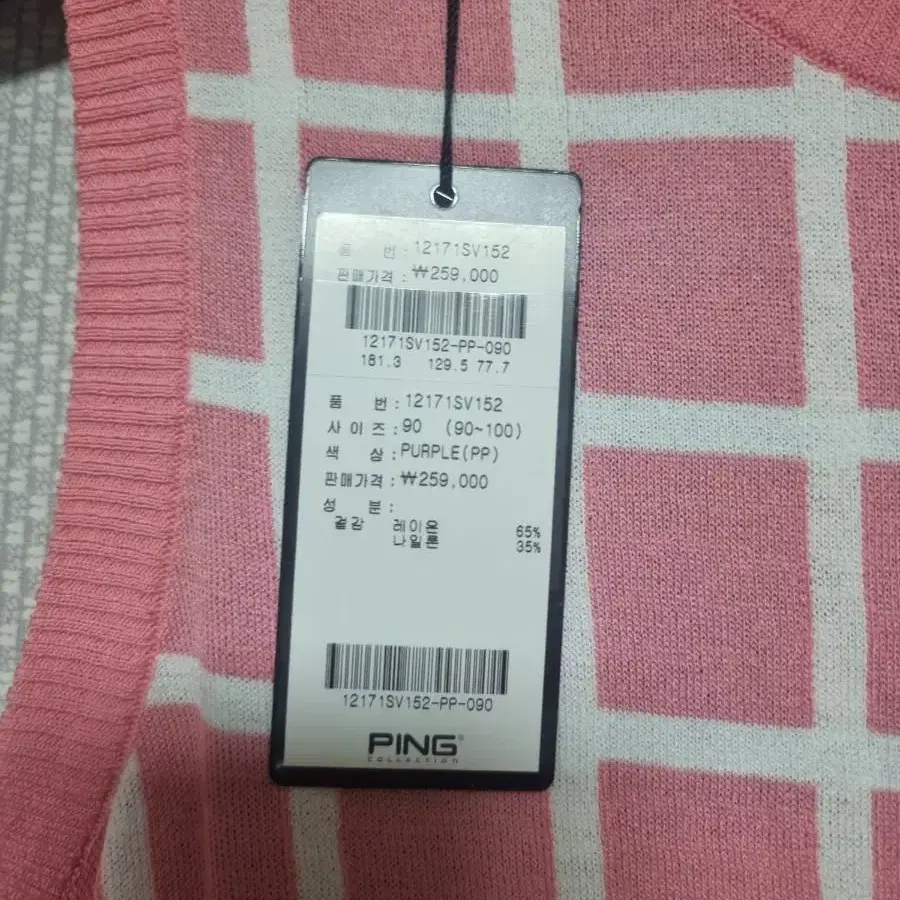 품 번 : 12171SV152
판매가격 : ₩259,000
12171SV152-PP-090
181.3 129.5 77.7
품 번 : 12171SV152
사 이 즈 : 90 (90~100)
색 상 : PURPLE(PP)
판매가격 : ₩259,000
성 분 :
겉감 레이온 65%
나일론 35%
12171SV152-PP-090
PING
COLLECTION